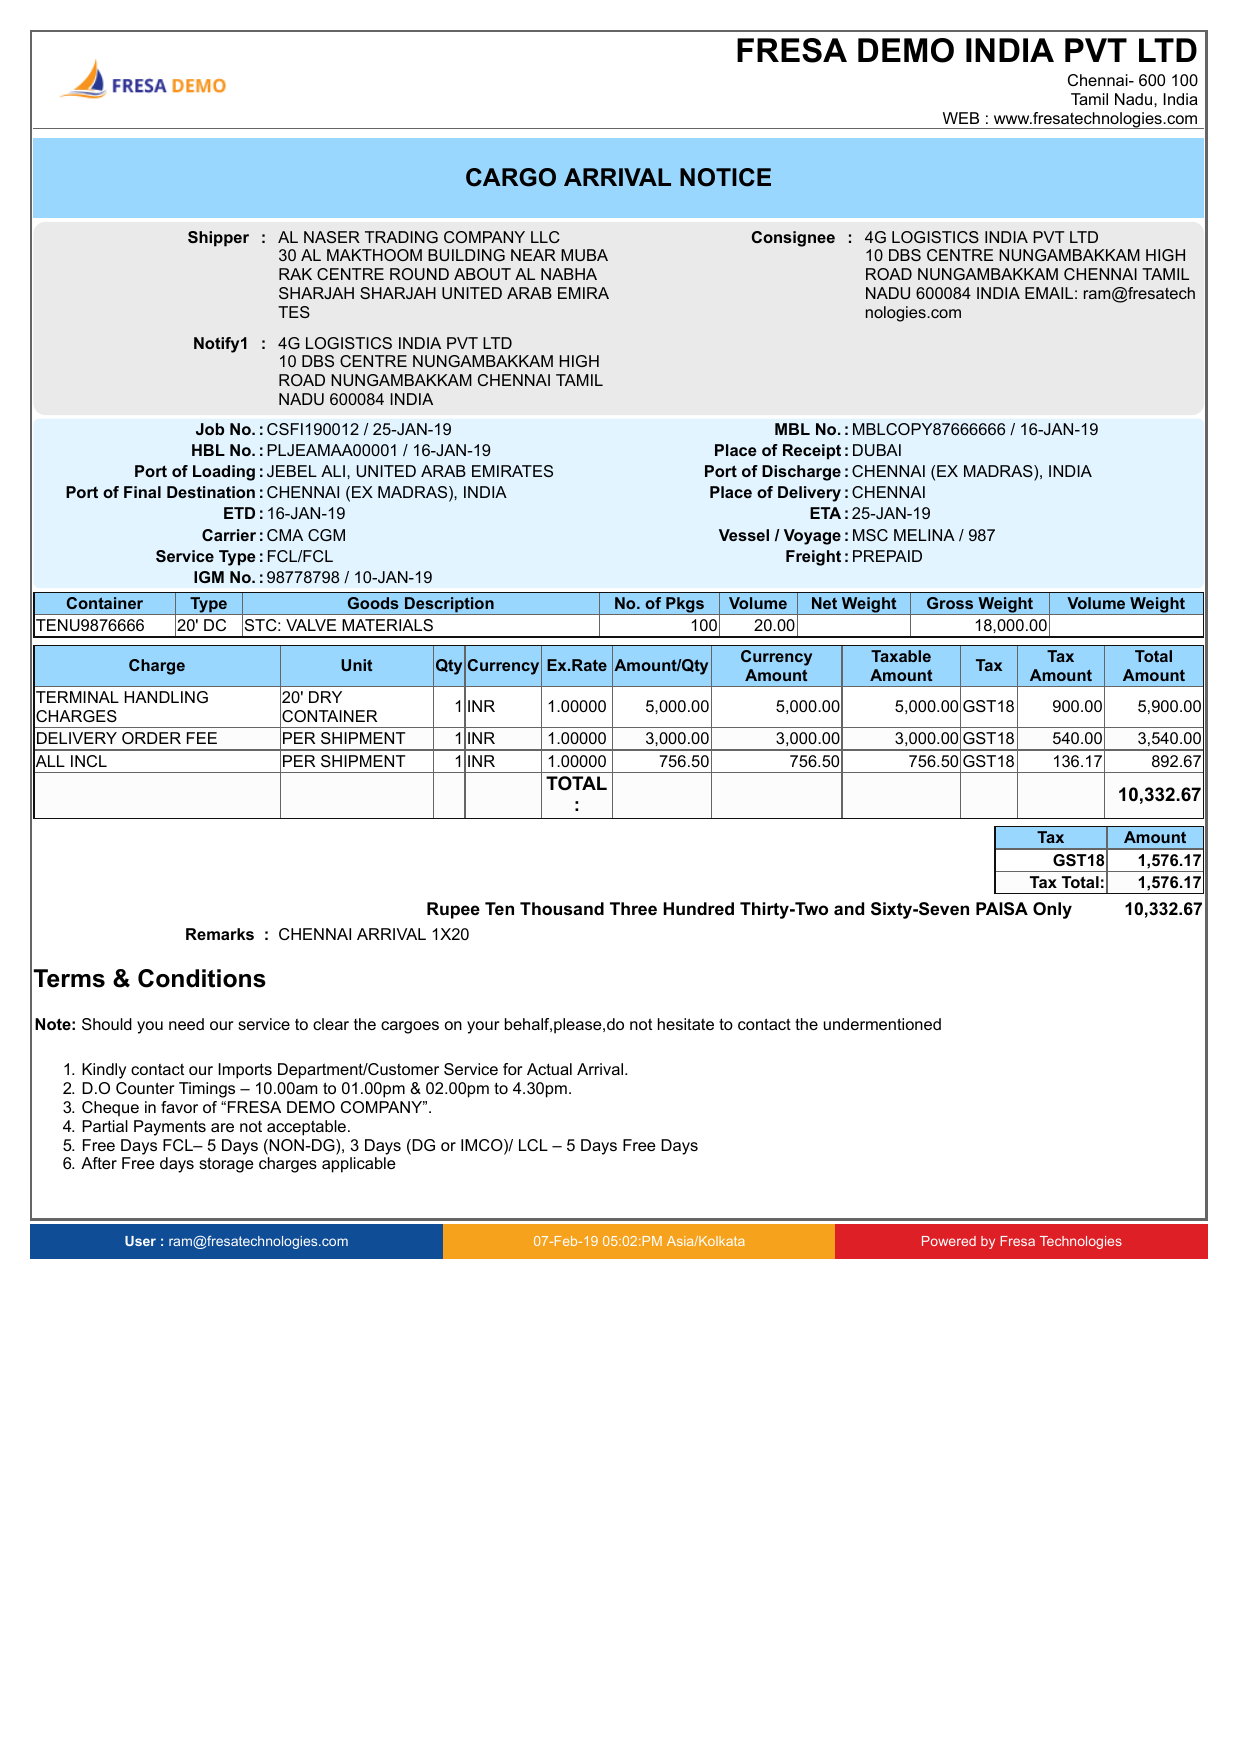 FRESA DEMO
FRESA DEMO INDIA PVT LTD
Chennai- 600 100
Tamil Nadu, India
WEB : www.fresatechnologies.com
CARGO ARRIVAL NOTICE
Shipper : AL NASER TRADING COMPANY LLC
30 AL MAKTHOOM BUILDING NEAR MUBA
RAK CENTRE ROUND ABOUT AL NABHA
SHARJAH SHARJAH UNITED ARAB EMIRA
TES
Consignee : 4G LOGISTICS INDIA PVT LTD
10 DBS CENTRE NUNGAMBAKKAM HIGH
ROAD NUNGAMBAKKAM CHENNAI TAMIL
NADU 600084 INDIA EMAIL: ram@fresatech
nologies.com
Notify1 : 4G LOGISTICS INDIA PVT LTD
10 DBS CENTRE NUNGAMBAKKAM HIGH
ROAD NUNGAMBAKKAM CHENNAI TAMIL
NADU 600084 INDIA
Job No. : CSFI190012 / 25-JAN-19 MBL No. : MBLCOPY87666666 / 16-JAN-19
HBL No. : PLJEAMAA00001 / 16-JAN-19 Place of Receipt : DUBAI
Port of Loading : JEBEL ALI, UNITED ARAB EMIRATES Port of Discharge : CHENNAI (EX MADRAS), INDIA
Port of Final Destination : CHENNAI (EX MADRAS), INDIA Place of Delivery : CHENNAI
ETD : 16-JAN-19 ETA : 25-JAN-19
Carrier : CMA CGM Vessel / Voyage : MSC MELINA / 987
Service Type : FCL/FCL Freight : PREPAID
IGM No. : 98778798 / 10-JAN-19
Container Type Goods Description No. of Pkgs Volume Net Weight Gross Weight Volume Weight
TENU9876666 20' DC STC: VALVE MATERIALS 100 20.00 18,000.00
Charge Unit Qty Currency Ex.Rate Amount/Qty Currency Amount Taxable Amount Tax Tax Amount Total Amount
TERMINAL HANDLING CHARGES 20' DRY CONTAINER 1 INR 1.00000 5,000.00 5,000.00 5,000.00 GST18 900.00 5,900.00
DELIVERY ORDER FEE PER SHIPMENT 1 INR 1.00000 3,000.00 3,000.00 3,000.00 GST18 540.00 3,540.00
ALL INCL PER SHIPMENT 1 INR 1.00000 756.50 756.50 756.50 GST18 136.17 892.67
TOTAL : 10,332.67
Tax Amount
GST18 1,576.17
Tax Total: 1,576.17
Rupee Ten Thousand Three Hundred Thirty-Two and Sixty-Seven PAISA Only 10,332.67
Remarks : CHENNAI ARRIVAL 1X20
Terms & Conditions
Note: Should you need our service to clear the cargoes on your behalf,please,do not hesitate to contact the undermentioned
1. Kindly contact our Imports Department/Customer Service for Actual Arrival.
2. D.O Counter Timings – 10.00am to 01.00pm & 02.00pm to 4.30pm.
3. Cheque in favor of “FRESA DEMO COMPANY”.
4. Partial Payments are not acceptable.
5. Free Days FCL– 5 Days (NON-DG), 3 Days (DG or IMCO)/ LCL – 5 Days Free Days
6. After Free days storage charges applicable
User : ram@fresatechnologies.com 07-Feb-19 05:02:PM Asia/Kolkata Powered by Fresa Technologies